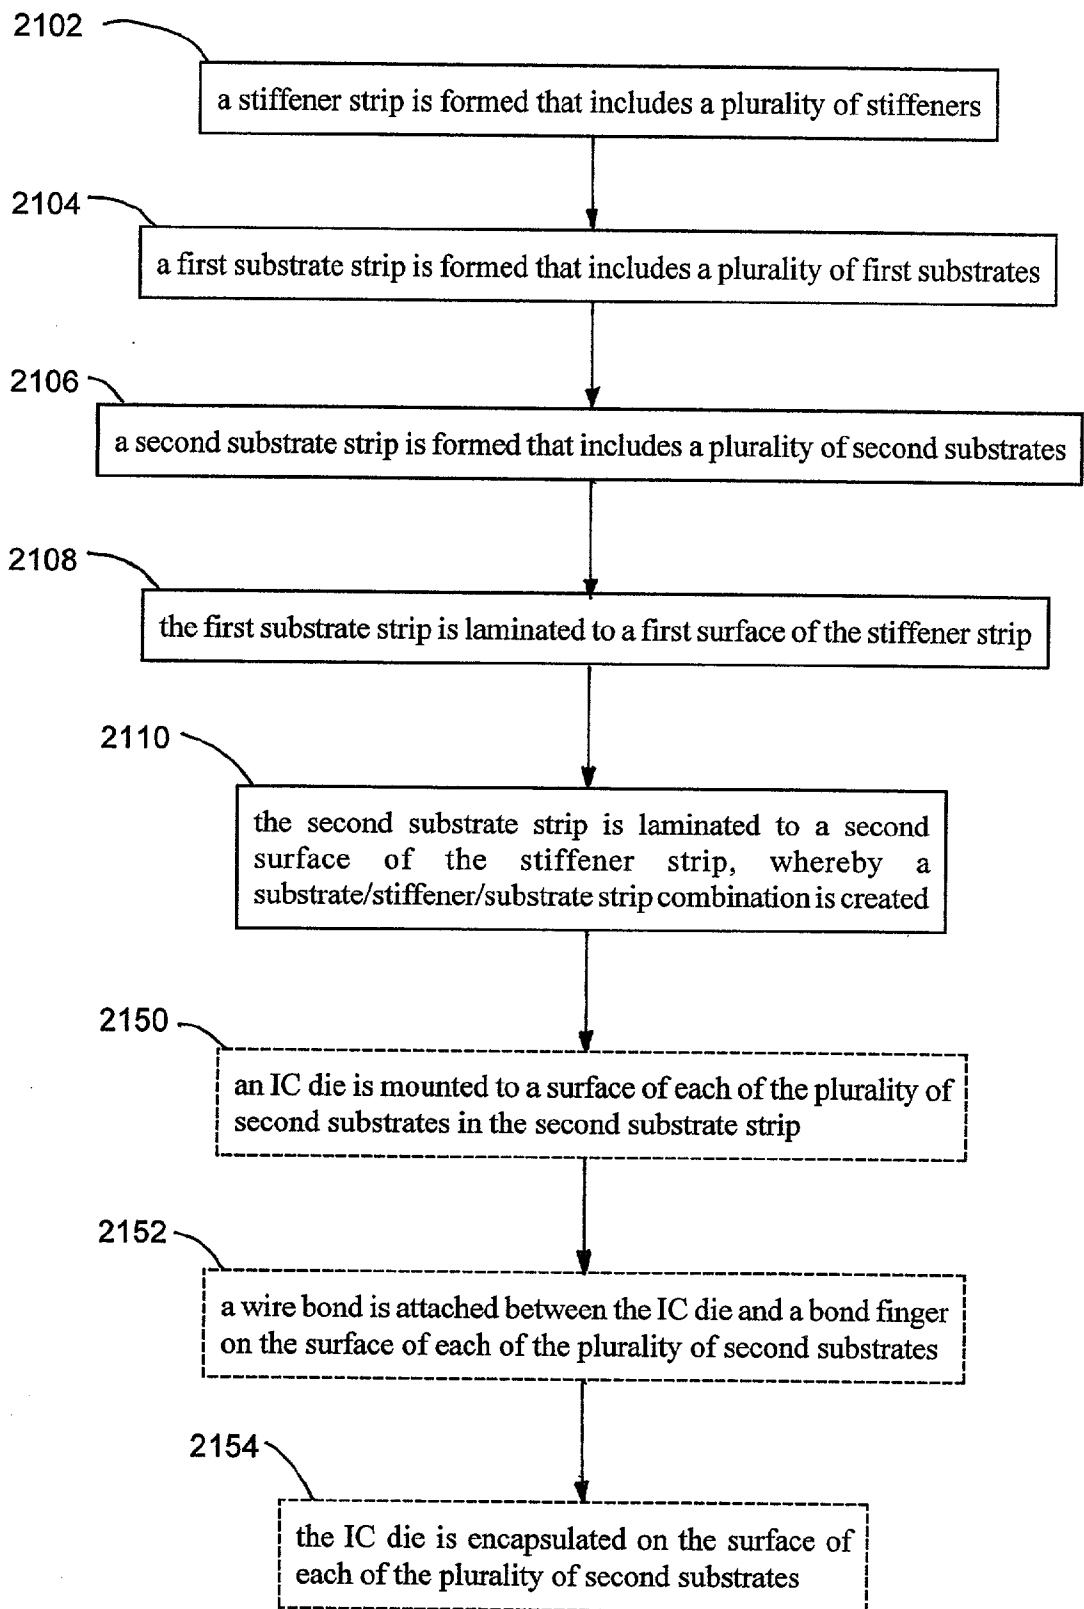 2102
a stiffener strip is formed that includes a plurality of stiffeners
2104
a first substrate strip is formed that includes a plurality of first substrates
2106
a second substrate strip is formed that includes a plurality of second substrates
2108
the first substrate strip is laminated to a first surface of the stiffener strip
2110
the second substrate strip is laminated to a second
surface of the stiffener strip, whereby a
substrate/stiffener/substrate strip combination is created
2150
an IC die is mounted to a surface of each of the plurality of
second substrates in the second substrate strip
2152
a wire bond is attached between the IC die and a bond finger
on the surface of each of the plurality of second substrates
2154
the IC die is encapsulated on the surface of
each of the plurality of second substrates